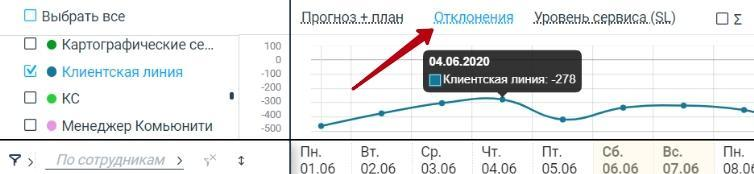 Выбрать все
Картографические се...
Клиентская линия
КС
Менеджер Комьюнити
По сотрудникам
Прогноз + план Отклонения Уровень сервиса (SL) Σ
100
0
-100
-200
-300
-400
-500
04.06.2020
Клиентская линия: -278
Пн. Вт. Ср. Чт. Пт. Сб. Вс. Пн.
01.06 02.06 03.06 04.06 05.06 06.06 07.06 08.0